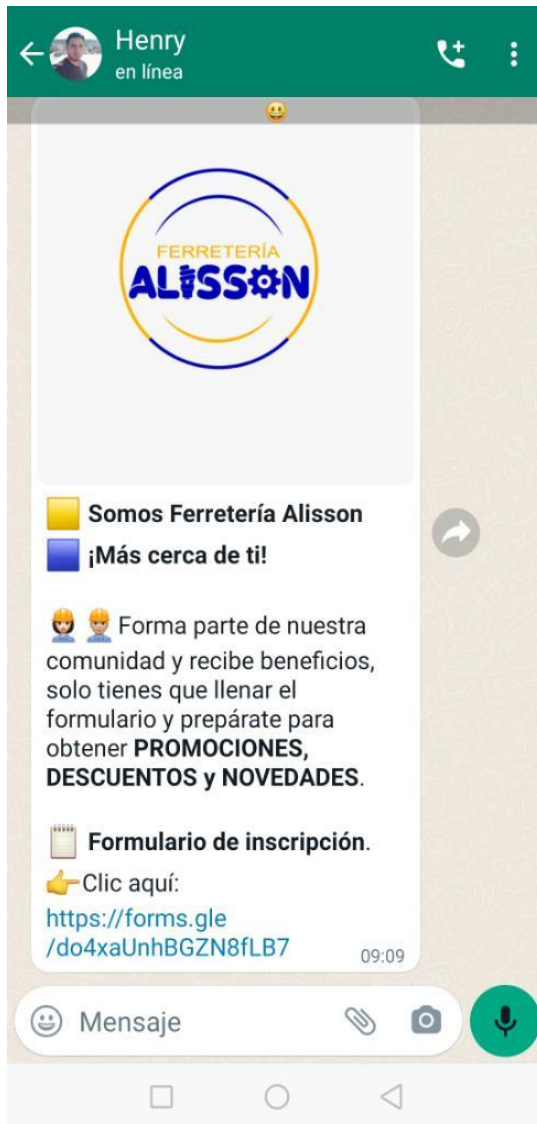 Henry
en línea
FERRETERÍA
ALISSON
Somos Ferretería Alisson
¡Más cerca de ti!
Forma parte de nuestra
comunidad y recibe beneficios,
solo tienes que llenar el
formulario y prepárate para
obtener PROMOCIONES,
DESCUENTOS y NOVEDADES.
Formulario de inscripción.
Clic aquí:
https://forms.gle
/do4xaUnhBGZN8fLB7
09:09
Mensaje